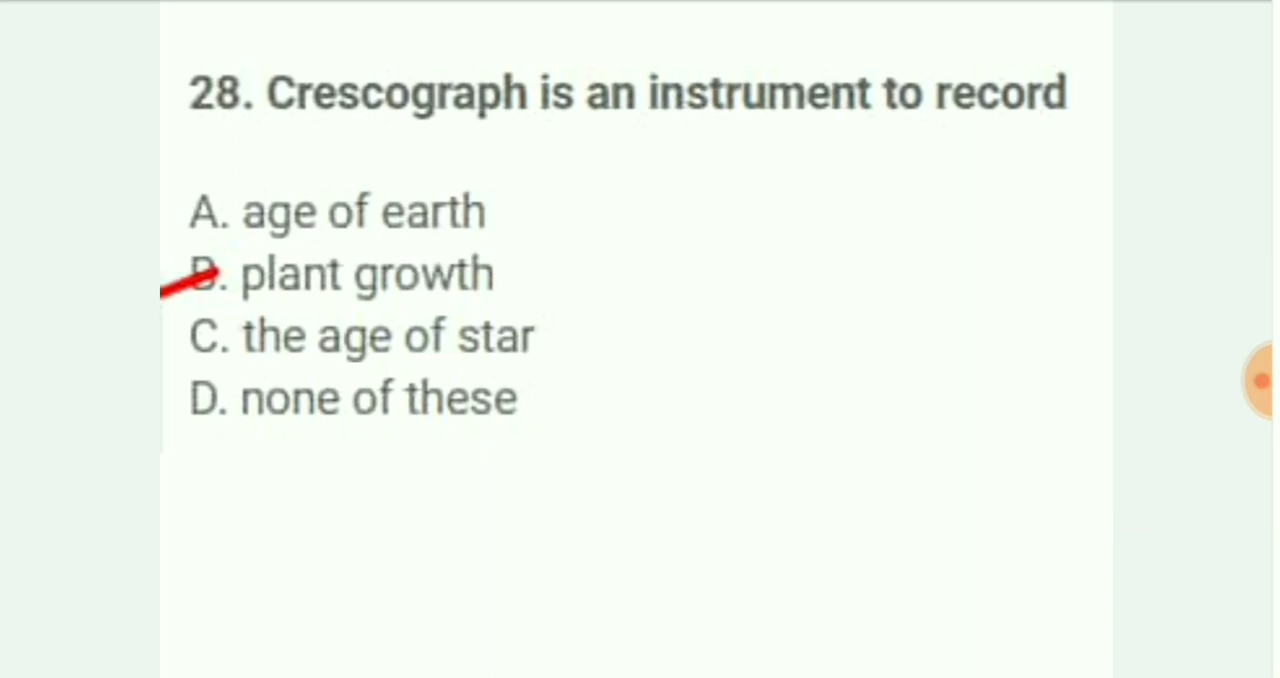 28. Crescograph is an instrument to record
A. age of earth
B. plant growth
C. the age of star
D. none of these